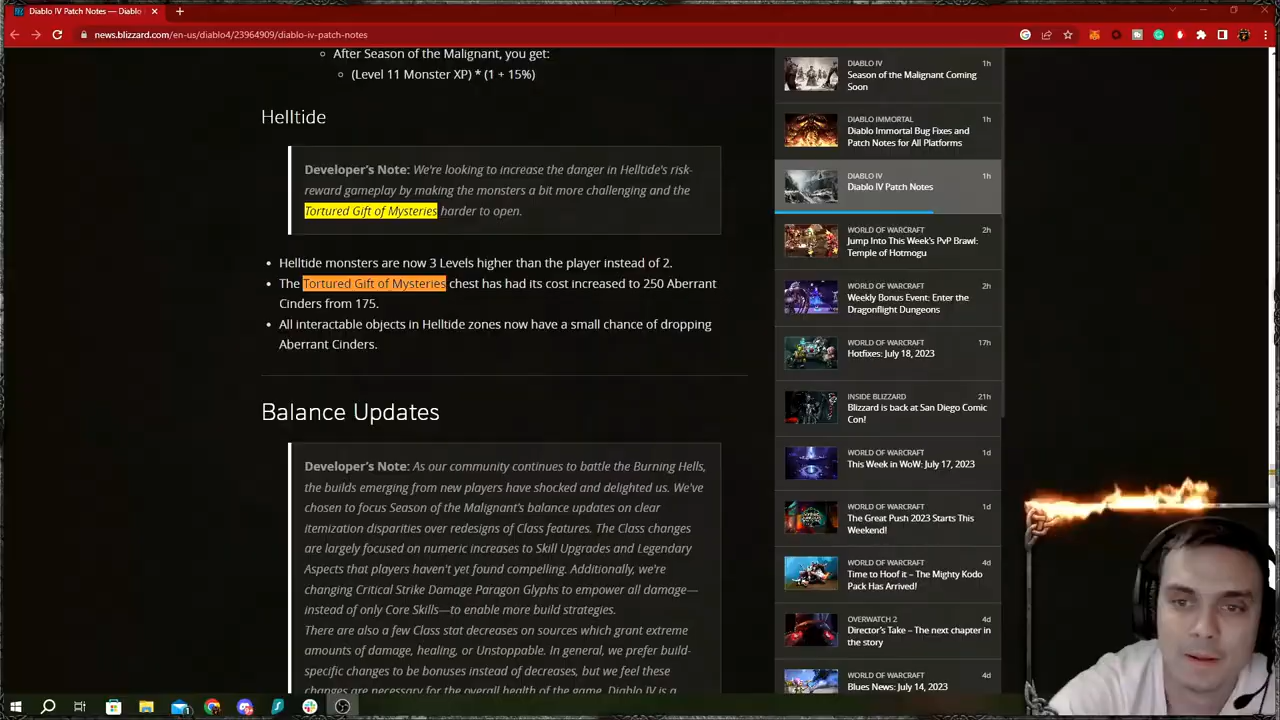 Diablo IV Patch Notes — Diablo
news.blizzard.com/en-us/diablo4/23964909/diablo-iv-patch-notes
After Season of the Malignant, you get:
(Level 11 Monster XP) * (1 + 15%)
Helltide
Developer's Note: We're looking to increase the danger in Helltide's risk-
reward gameplay by making the monsters a bit more challenging and the
Tortured Gift of Mysteries harder to open.
Helltide monsters are now 3 Levels higher than the player instead of 2.
The Tortured Gift of Mysteries chest has had its cost increased to 250 Aberrant
Cinders from 175.
All interactable objects in Helltide zones now have a small chance of dropping
Aberrant Cinders.
Balance Updates
Developer's Note: As our community continues to battle the Burning Hells,
the builds emerging from new players have shocked and delighted us. We've
chosen to focus Season of the Malignant's balance updates on clear
itemization disparities over redesigns of Class features. The Class changes
are largely focused on numeric increases to Skill Upgrades and Legendary
Aspects that players haven't yet found compelling. Additionally, we're
changing Critical Strike Damage Paragon Glyphs to empower all damage—
instead of only Core Skills—to enable more build strategies.
There are also a few Class stat decreases on sources which grant extreme
amounts of damage, healing, or Unstoppable. In general, we prefer build-
specific changes to be bonuses instead of decreases, but we feel these
changes are necessary for the overall health of the game. Diablo IV is a
DIABLO IV 1h
Season of the Malignant Coming
Soon
DIABLO IMMORTAL 1h
Diablo Immortal Bug Fixes and
Patch Notes for All Platforms
DIABLO IV 1h
Diablo IV Patch Notes
WORLD OF WARCRAFT 2h
Jump Into This Week's PvP Brawl:
Temple of Hotmogu
WORLD OF WARCRAFT 2h
Weekly Bonus Event: Enter the
Dragonflight Dungeons
WORLD OF WARCRAFT 17h
Hotfixes: July 18, 2023
INSIDE BLIZZARD 21h
Blizzard is back at San Diego Comic
Con!
WORLD OF WARCRAFT 1d
This Week in WoW: July 17, 2023
WORLD OF WARCRAFT 1d
The Great Push 2023 Starts This
Weekend!
WORLD OF WARCRAFT 4d
Time to Hoof it – The Mighty Kodo
Pack Has Arrived!
OVERWATCH 2 4d
Director's Take – The next chapter in
the story
WORLD OF WARCRAFT 4d
Blues News: July 14, 2023